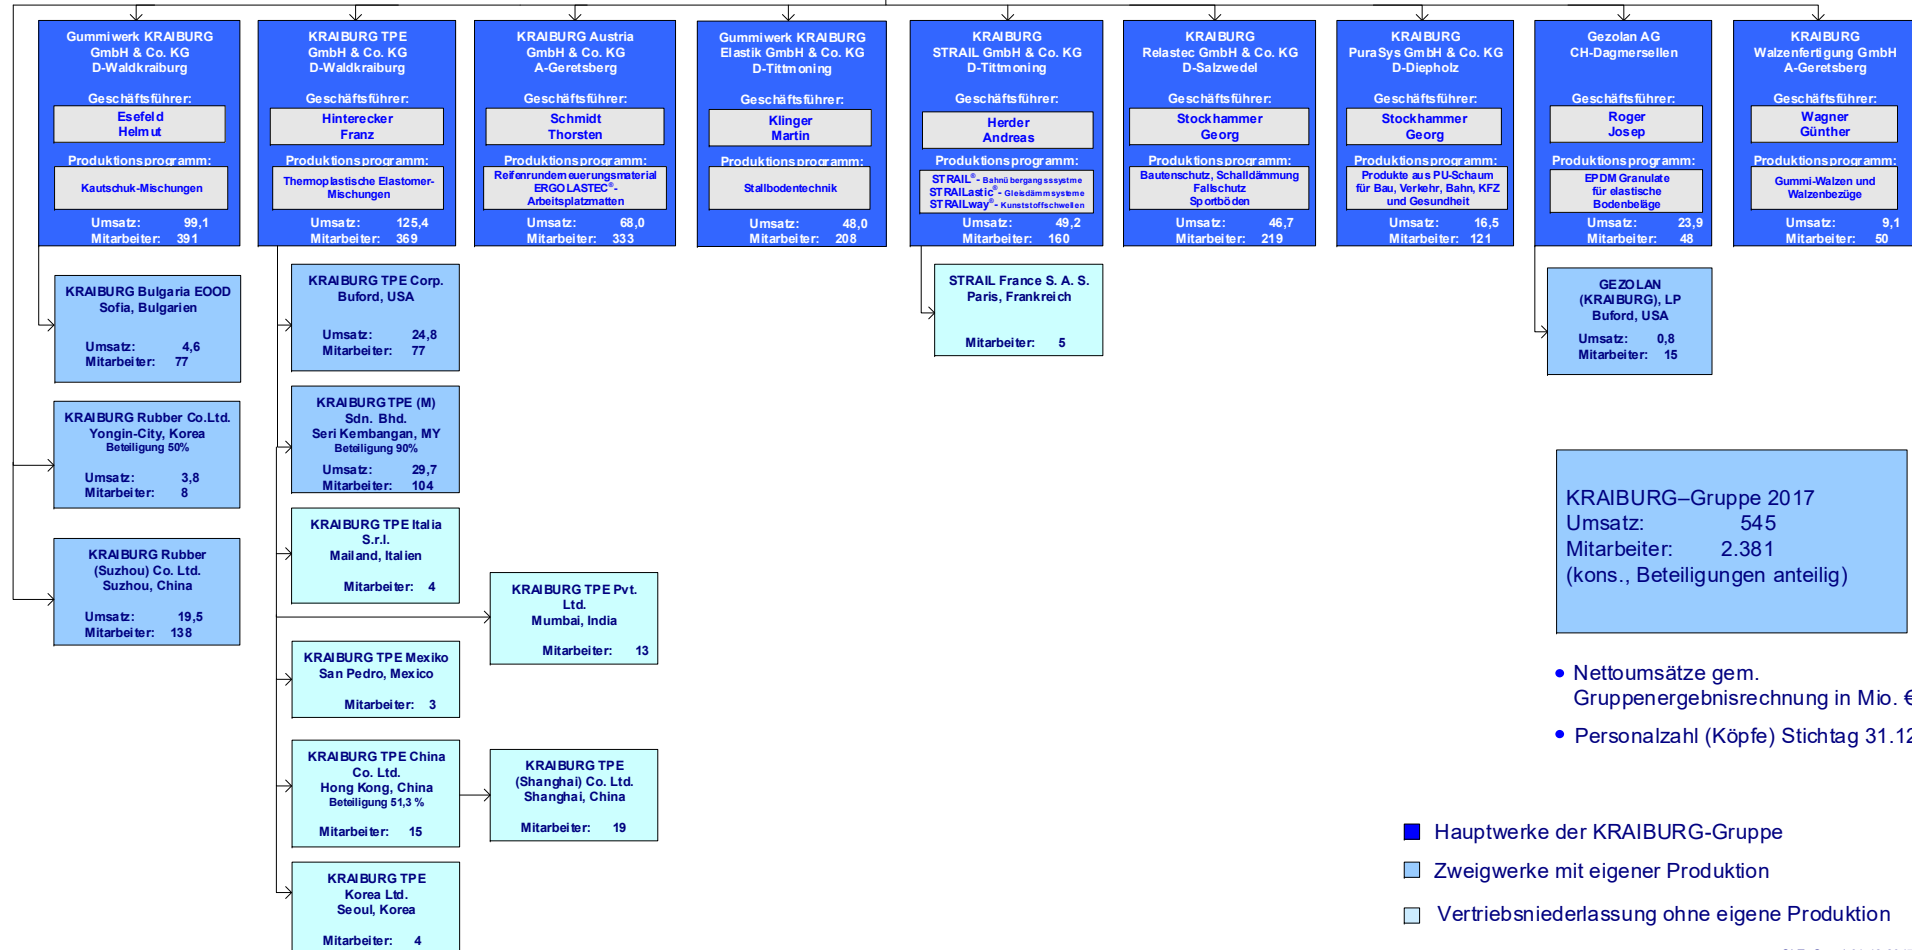 Gummiwerk KRAIBURG
GmbH & Co. KG
D-Waldkraiburg
Geschäftsführer:
Esefeld
Helmut
Produktionsprogramm:
Kautschuk-Mischungen
Umsatz: 99,1
Mitarbeiter: 391
KRAIBURG TPE
GmbH & Co. KG
D-Waldkraiburg
Geschäftsführer:
Hinterecker
Franz
Produktionsprogramm:
Thermoplastische Elastomer-
Mischungen
Umsatz: 125,4
Mitarbeiter: 369
KRAIBURG Austria
GmbH & Co. KG
A-Geretsberg
Geschäftsführer:
Schmidt
Thorsten
Produktionsprogramm:
Reifenrunderneuerungsmaterial
ERGOLASTEC®-
Arbeitsplatzmatten
Umsatz: 68,0
Mitarbeiter: 333
Gummiwerk KRAIBURG
Elastik GmbH & Co. KG
D-Tittmoning
Geschäftsführer:
Klinger
Martin
Produktionsprogramm:
Stallbodentechnik
Umsatz: 48,0
Mitarbeiter: 208
KRAIBURG
STRAIL GmbH & Co. KG
D-Tittmoning
Geschäftsführer:
Herder
Andreas
Produktionsprogramm:
STRAIL®- Bahnübergangsssystme
STRAILastic®- Gleisdämmsysteme
STRAILway®- Kunststoffschwellen
Umsatz: 49,2
Mitarbeiter: 160
KRAIBURG
Relastec GmbH & Co. KG
D-Salzwedel
Geschäftsführer:
Stockhammer
Georg
Produktionsprogramm:
Bautenschutz, Schalldämmung
Fallschutz
Sportböden
Umsatz: 46,7
Mitarbeiter: 219
KRAIBURG
PuraSys GmbH & Co. KG
D-Diepholz
Geschäftsführer:
Stockhammer
Georg
Produktionsprogramm:
Produkte aus PU-Schaum
für Bau, Verkehr, Bahn, KFZ
und Gesundheit
Umsatz: 16,5
Mitarbeiter: 121
Gezolan AG
CH-Dagmersellen
Geschäftsführer:
Roger
Josep
Produktionsprogramm:
EPDM Granulate
für elastische
Bodenbeläge
Umsatz: 23,9
Mitarbeiter: 48
KRAIBURG
Walzenfertigung GmbH
A-Geretsberg
Geschäftsführer:
Wagner
Günther
Produktionsprogramm:
Gummi-Walzen und
Walzenbezüge
Umsatz: 9,1
Mitarbeiter: 50
KRAIBURG Bulgaria EOOD
Sofia, Bulgarien
Umsatz: 4,6
Mitarbeiter: 77
KRAIBURG Rubber Co.Ltd.
Yongin-City, Korea
Beteiligung 50%
Umsatz: 3,8
Mitarbeiter: 8
KRAIBURG Rubber
(Suzhou) Co. Ltd.
Suzhou, China
Umsatz: 19,5
Mitarbeiter: 138
KRAIBURG TPE Corp.
Buford, USA
Umsatz: 24,8
Mitarbeiter: 77
KRAIBURG TPE (M)
Sdn. Bhd.
Seri Kembangan, MY
Beteiligung 90%
Umsatz: 29,7
Mitarbeiter: 104
KRAIBURG TPE Italia
S.r.l.
Mailand, Italien
Mitarbeiter: 4
KRAIBURG TPE Pvt.
Ltd.
Mumbai, India
Mitarbeiter: 13
KRAIBURG TPE Mexiko
San Pedro, Mexico
Mitarbeiter: 3
KRAIBURG TPE China
Co. Ltd.
Hong Kong, China
Beteiligung 51,3 %
Mitarbeiter: 15
KRAIBURG TPE
(Shanghai) Co. Ltd.
Shanghai, China
Mitarbeiter: 19
KRAIBURG TPE
Korea Ltd.
Seoul, Korea
Mitarbeiter: 4
STRAIL France S. A. S.
Paris, Frankreich
Mitarbeiter: 5
GEZOLAN
(KRAIBURG), LP
Buford, USA
Umsatz: 0,8
Mitarbeiter: 15
KRAIBURG–Gruppe 2017
Umsatz: 545
Mitarbeiter: 2.381
(kons., Beteiligungen anteilig)
• Nettoumsätze gem.
Gruppenergebnisrechnung in Mio. €
• Personalzahl (Köpfe) Stichtag 31.12
Hauptwerke der KRAIBURG-Gruppe
Zweigwerke mit eigener Produktion
Vertriebsniederlassung ohne eigene Produktion